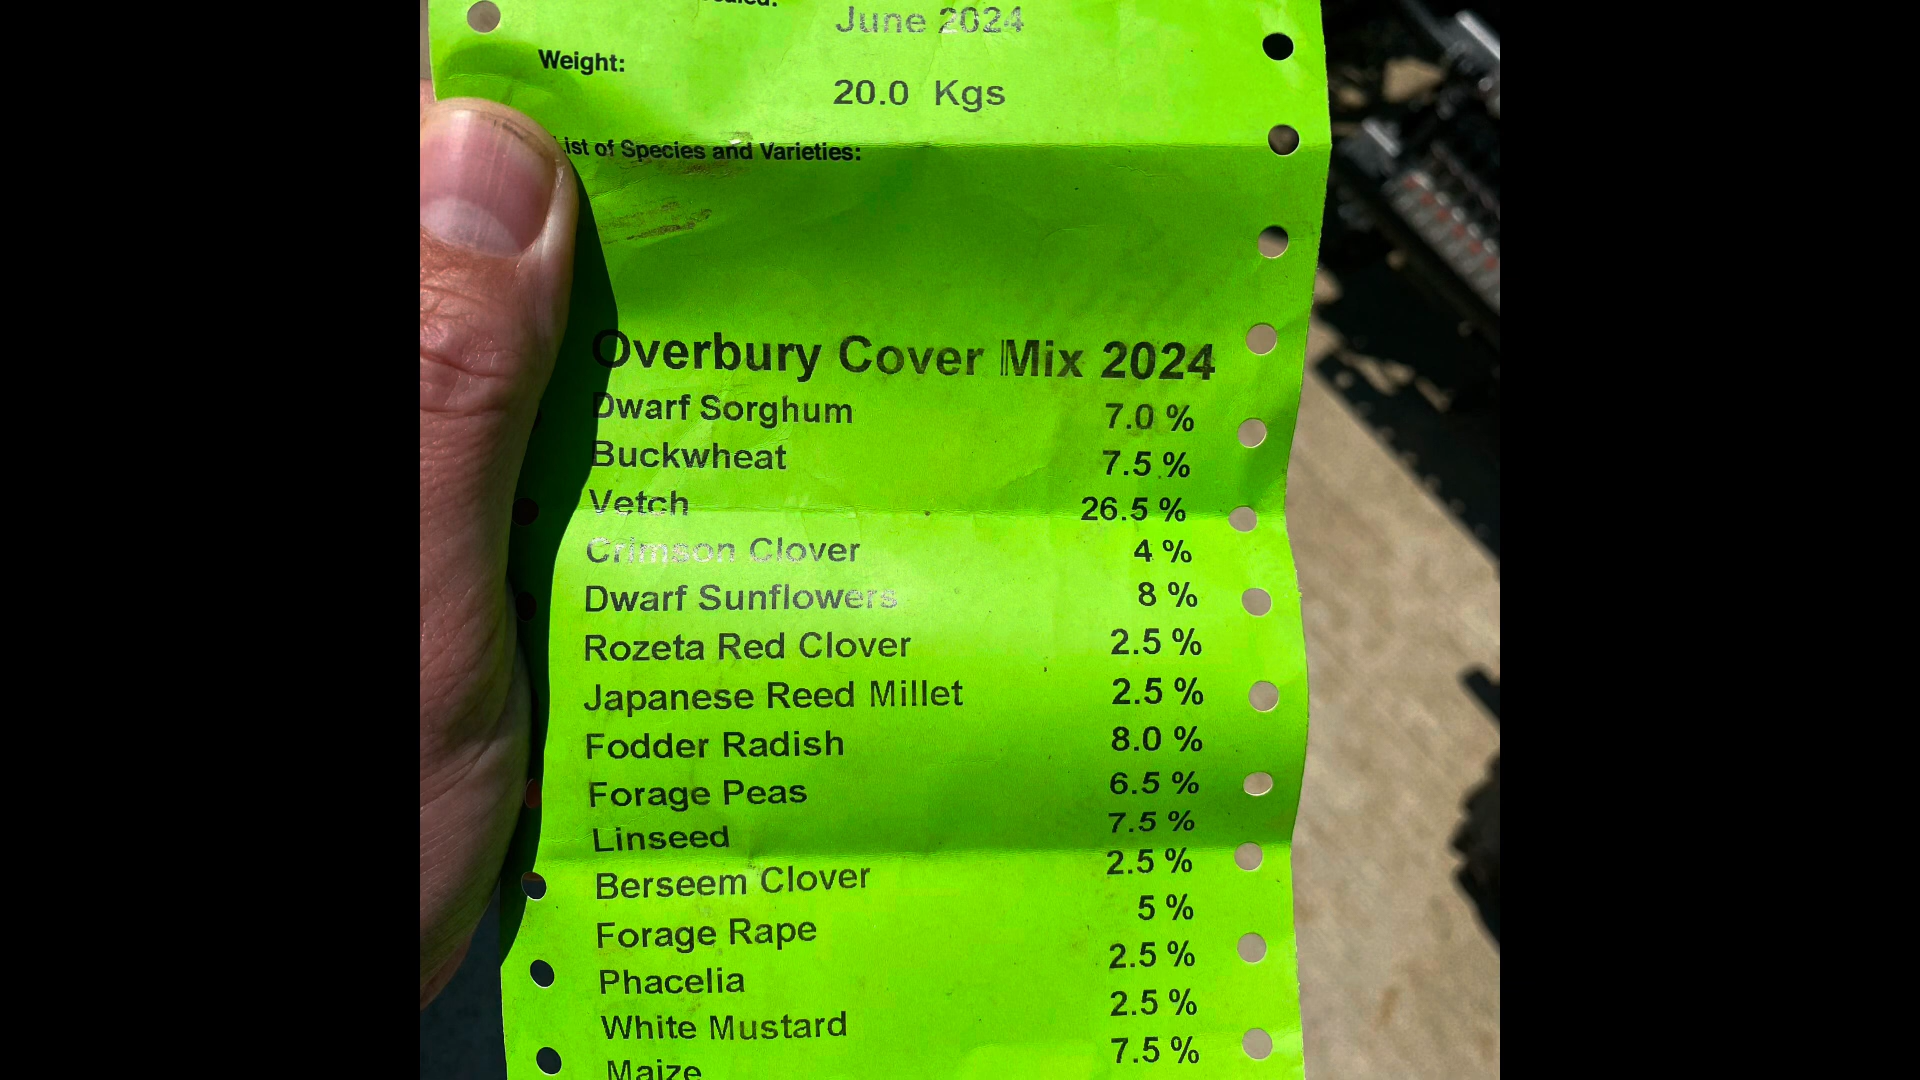 June 2024
Weight:
20.0 Kgs
List of Species and Varieties:
Overbury Cover Mix 2024
Dwarf Sorghum 7.0 %
Buckwheat 7.5 %
Vetch 26.5 %
Crimson Clover 4 %
Dwarf Sunflowers 8 %
Rozeta Red Clover 2.5 %
Japanese Reed Millet 2.5 %
Fodder Radish 8.0 %
Forage Peas 6.5 %
Linseed 7.5 %
Berseem Clover 2.5 %
Forage Rape 5 %
Phacelia 2.5 %
White Mustard 2.5 %
Maize 7.5 %